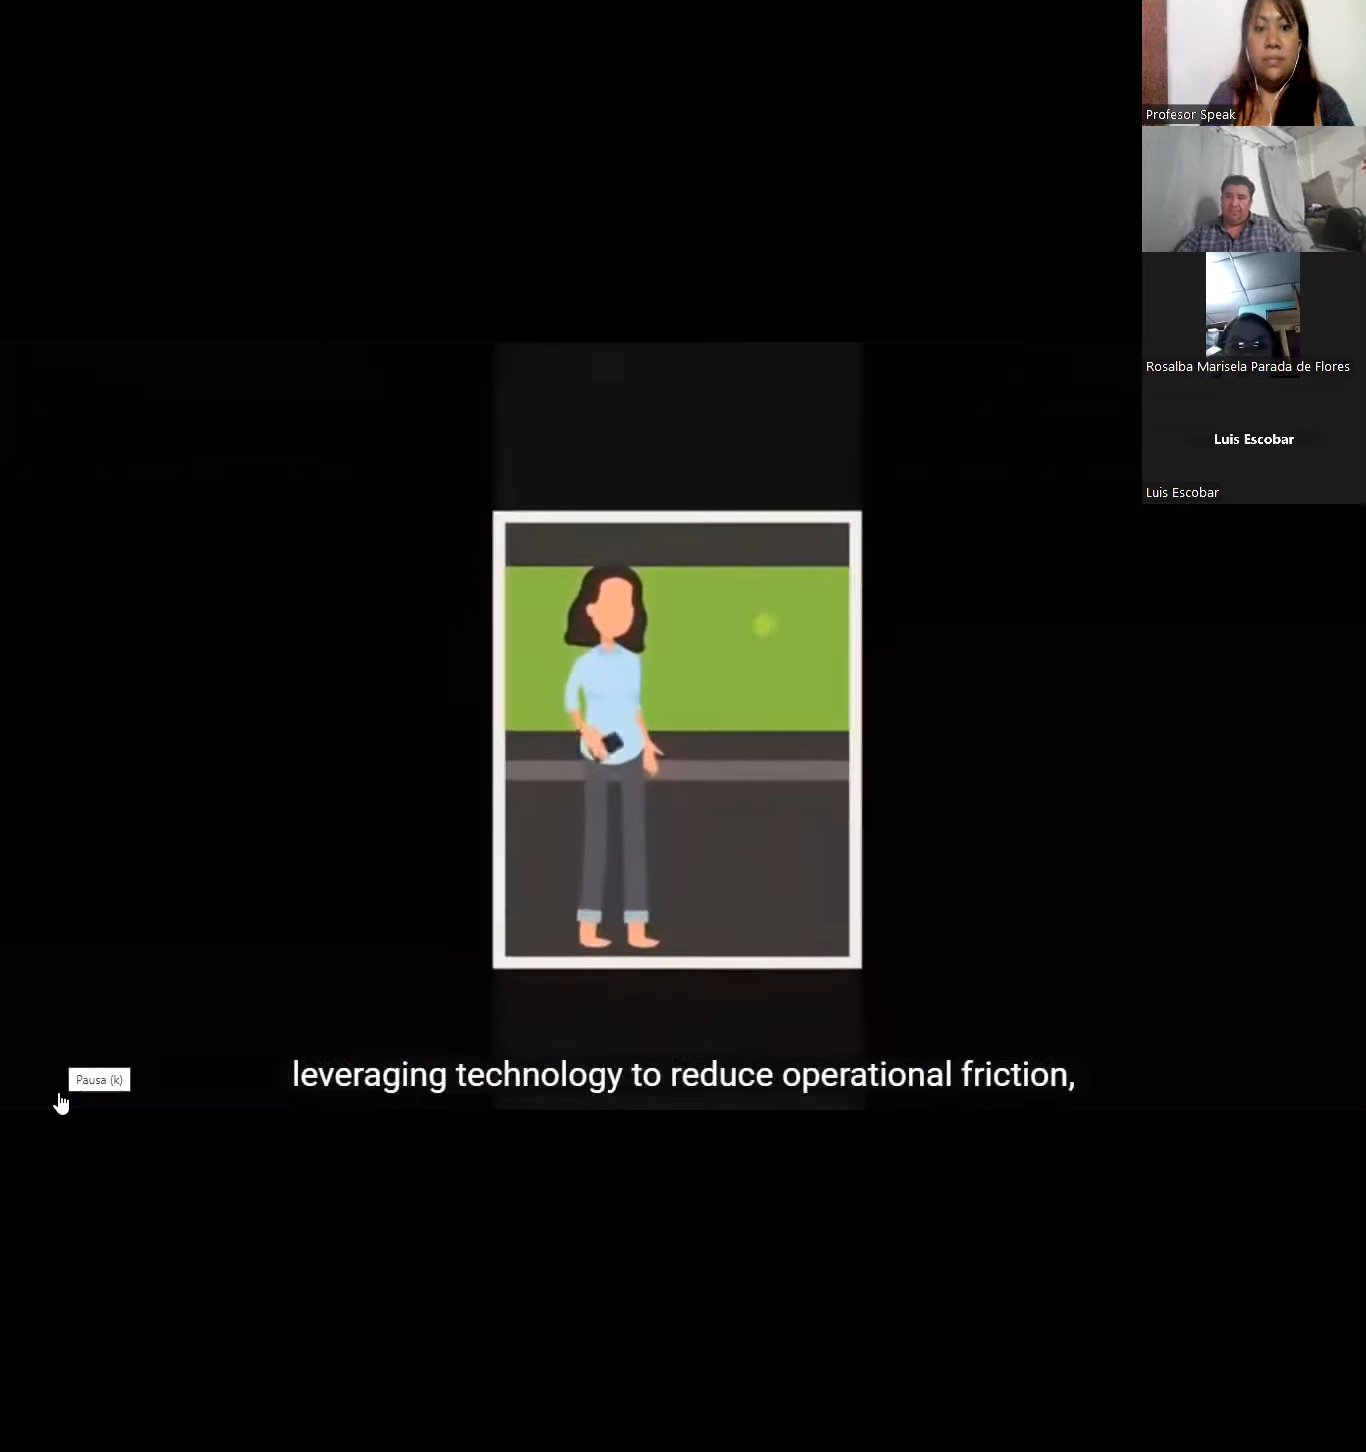 Profesor Speak
Rosalba Marisela Parada de Flores
Luis Escobar
Luis Escobar
Pausa (k)
leveraging technology to reduce operational friction,